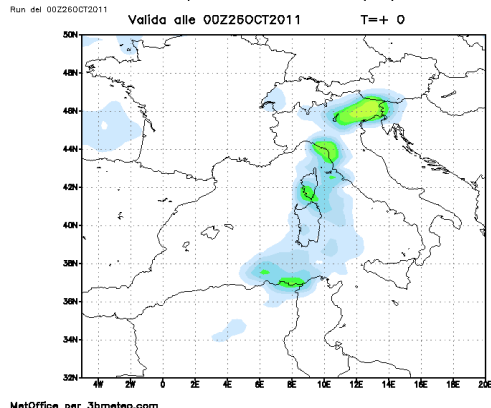 Run del 00Z26OCT2011
Valida alle 00Z26OCT2011 T=+ 0
50N
48N
46N
44N
42N
40N
38N
36N
34N
32N
4W 2W 0 2E 4E 6E 8E 10E 12E 14E 16E 18E 20E
MetOffice per 3bmeteo.com